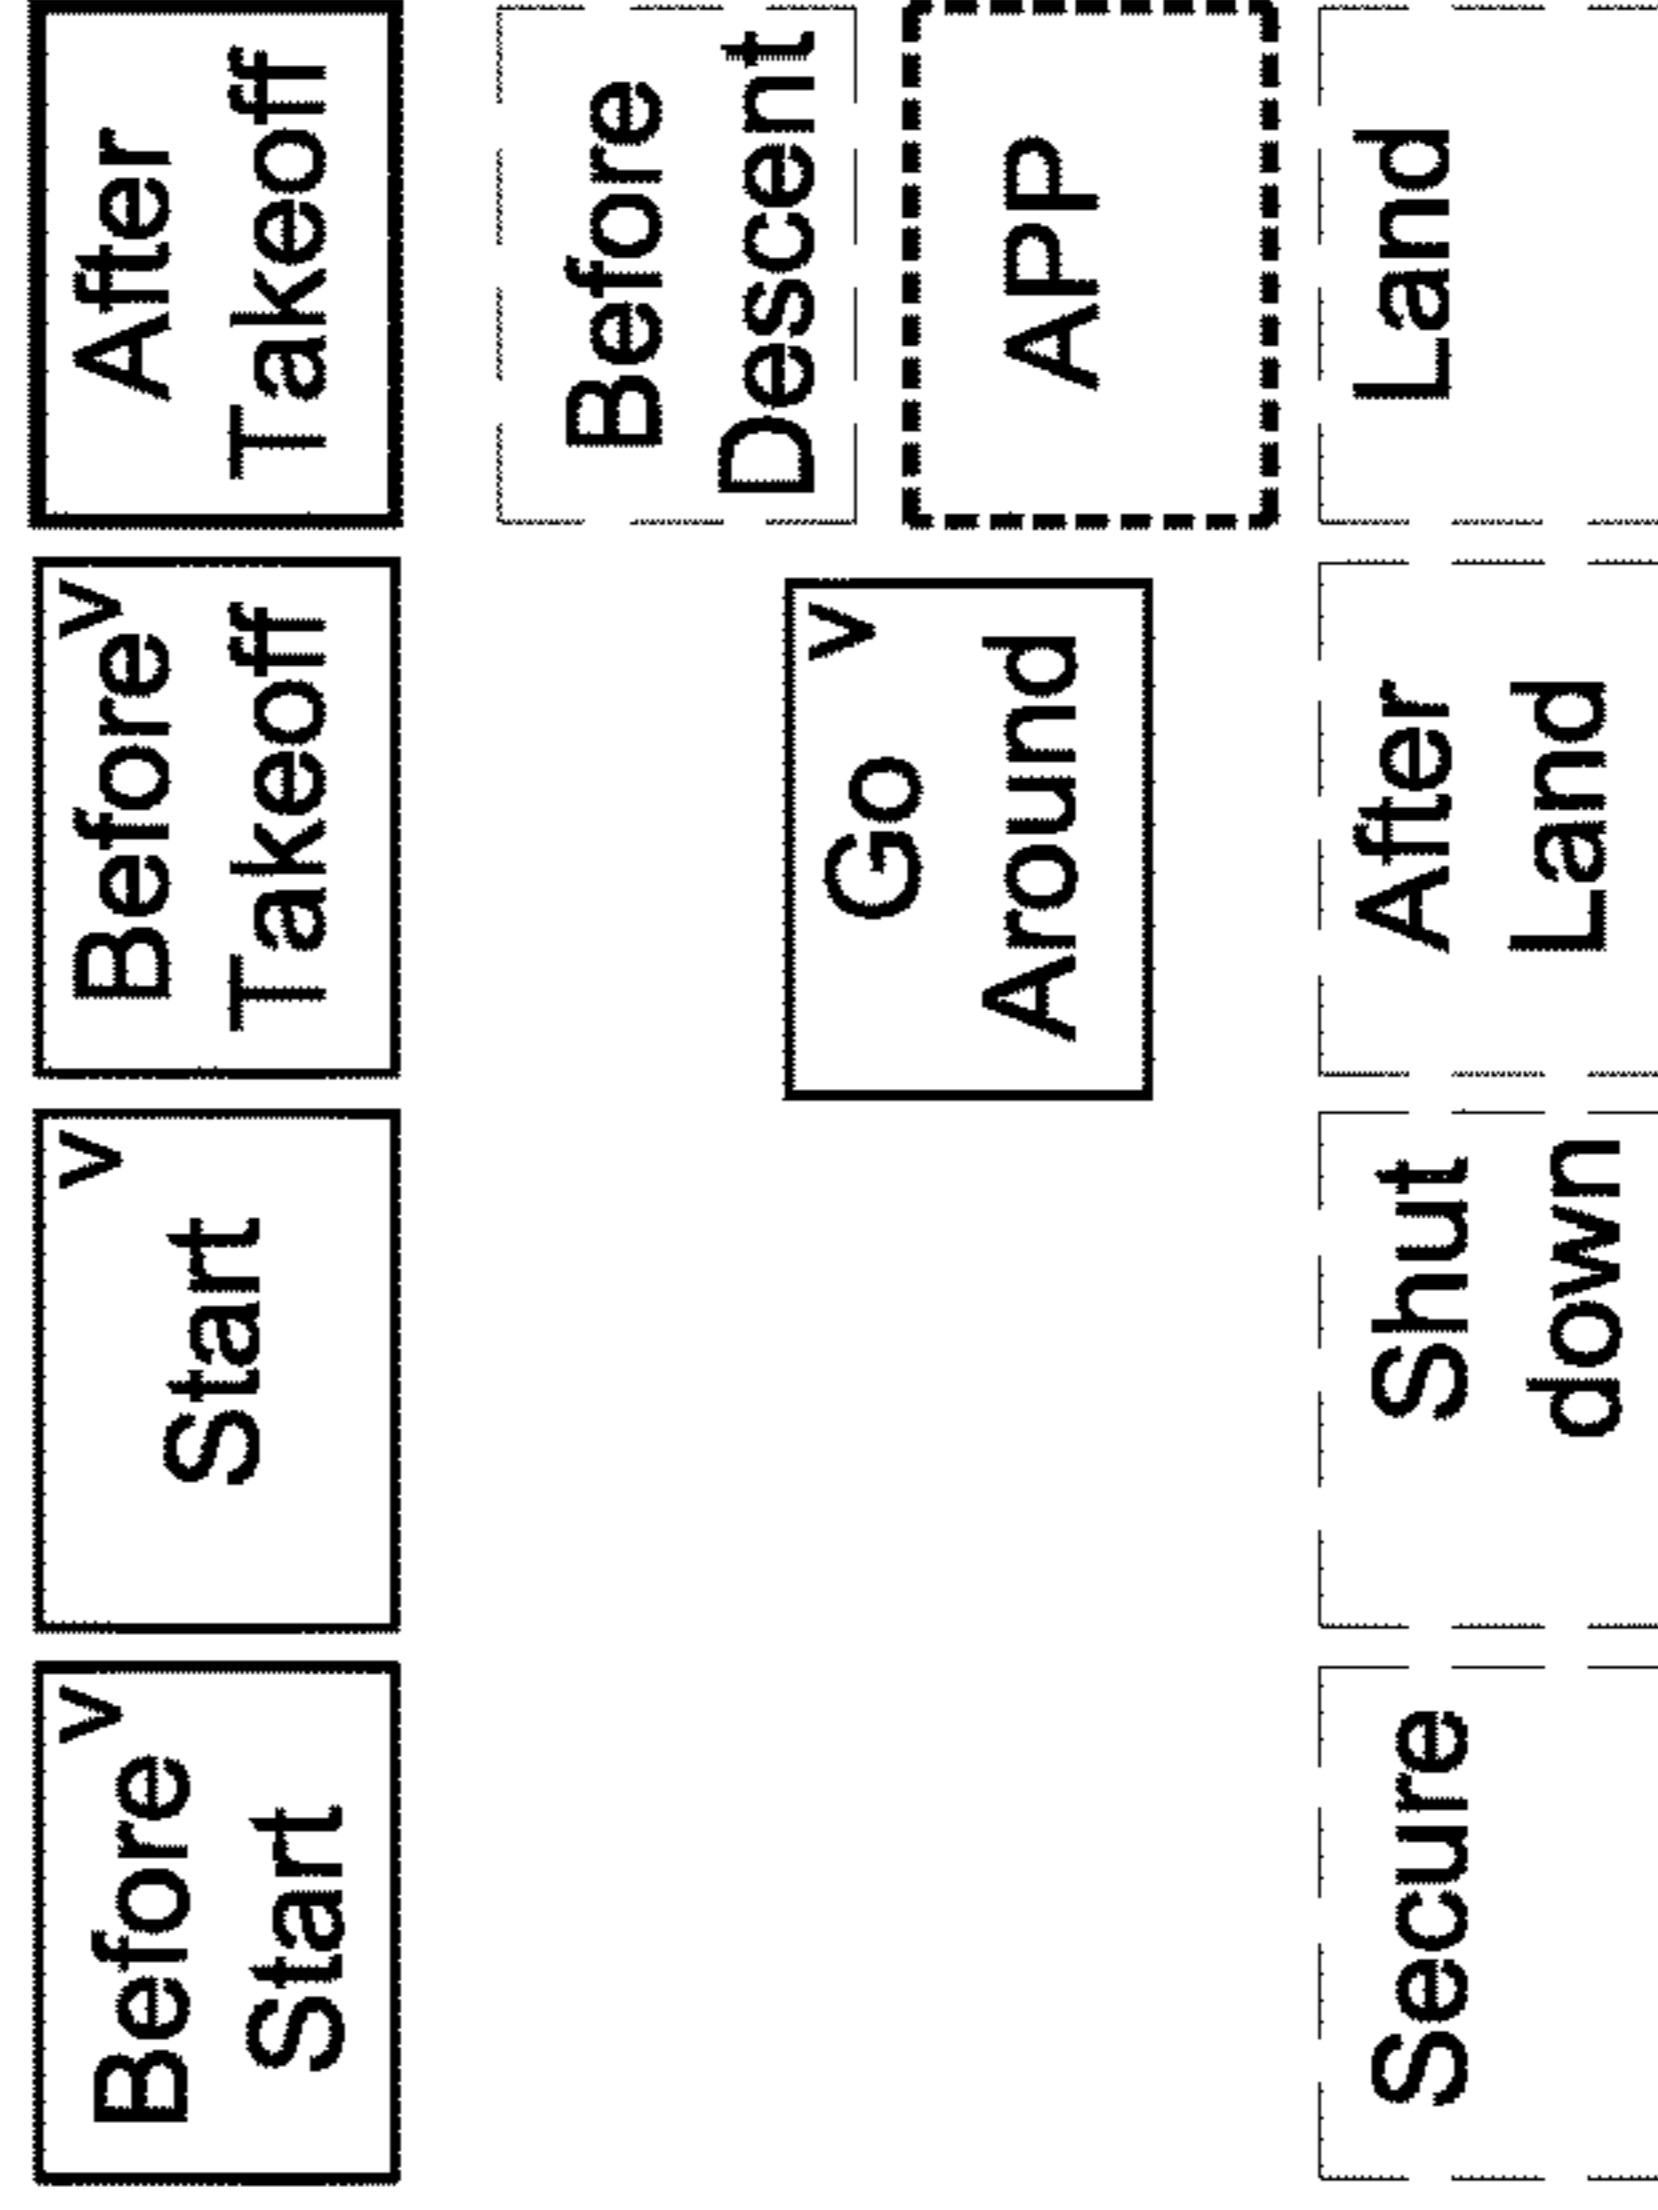 Before v
Start
Start v
Before v
Takeoff
After
Takeoff
Before
Descent
Go v
Around
APP
Secure
Shut
down
After
Land
Land